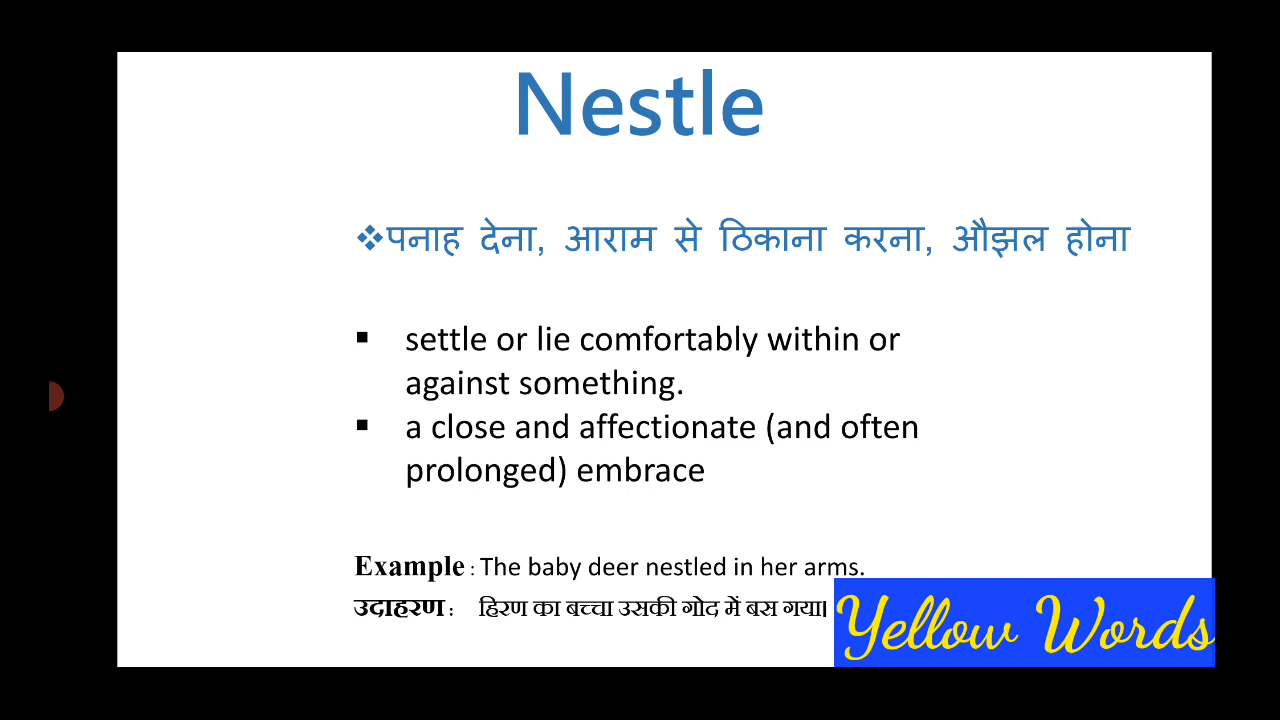 Nestle
❖पनाह देना, आराम से ठिकाना करना, औझल होना
▪ settle or lie comfortably within or
against something.
▪ a close and affectionate (and often
prolonged) embrace
Example : The baby deer nestled in her arms.
उदाहरण : हिरण का बच्चा उसकी गोद में बस गया।
Yellow Words